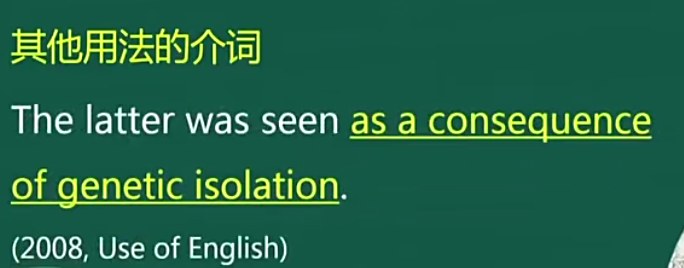 其他用法的介词
The latter was seen as a consequence
of genetic isolation.
(2008, Use of English)